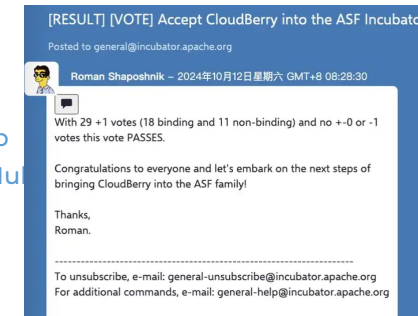 [RESULT] [VOTE] Accept CloudBerry into the ASF Incubato
Posted to general@incubator.apache.org
Roman Shaposhnik – 2024年10月12日星期六 GMT+8 08:28:30
With 29 +1 votes (18 binding and 11 non-binding) and no +-0 or -1
votes this vote PASSES.
Congratulations to everyone and let's embark on the next steps of
bringing CloudBerry into the ASF family!
Thanks,
Roman.
----------------------------------------------------------------------
To unsubscribe, e-mail: general-unsubscribe@incubator.apache.org
For additional commands, e-mail: general-help@incubator.apache.org